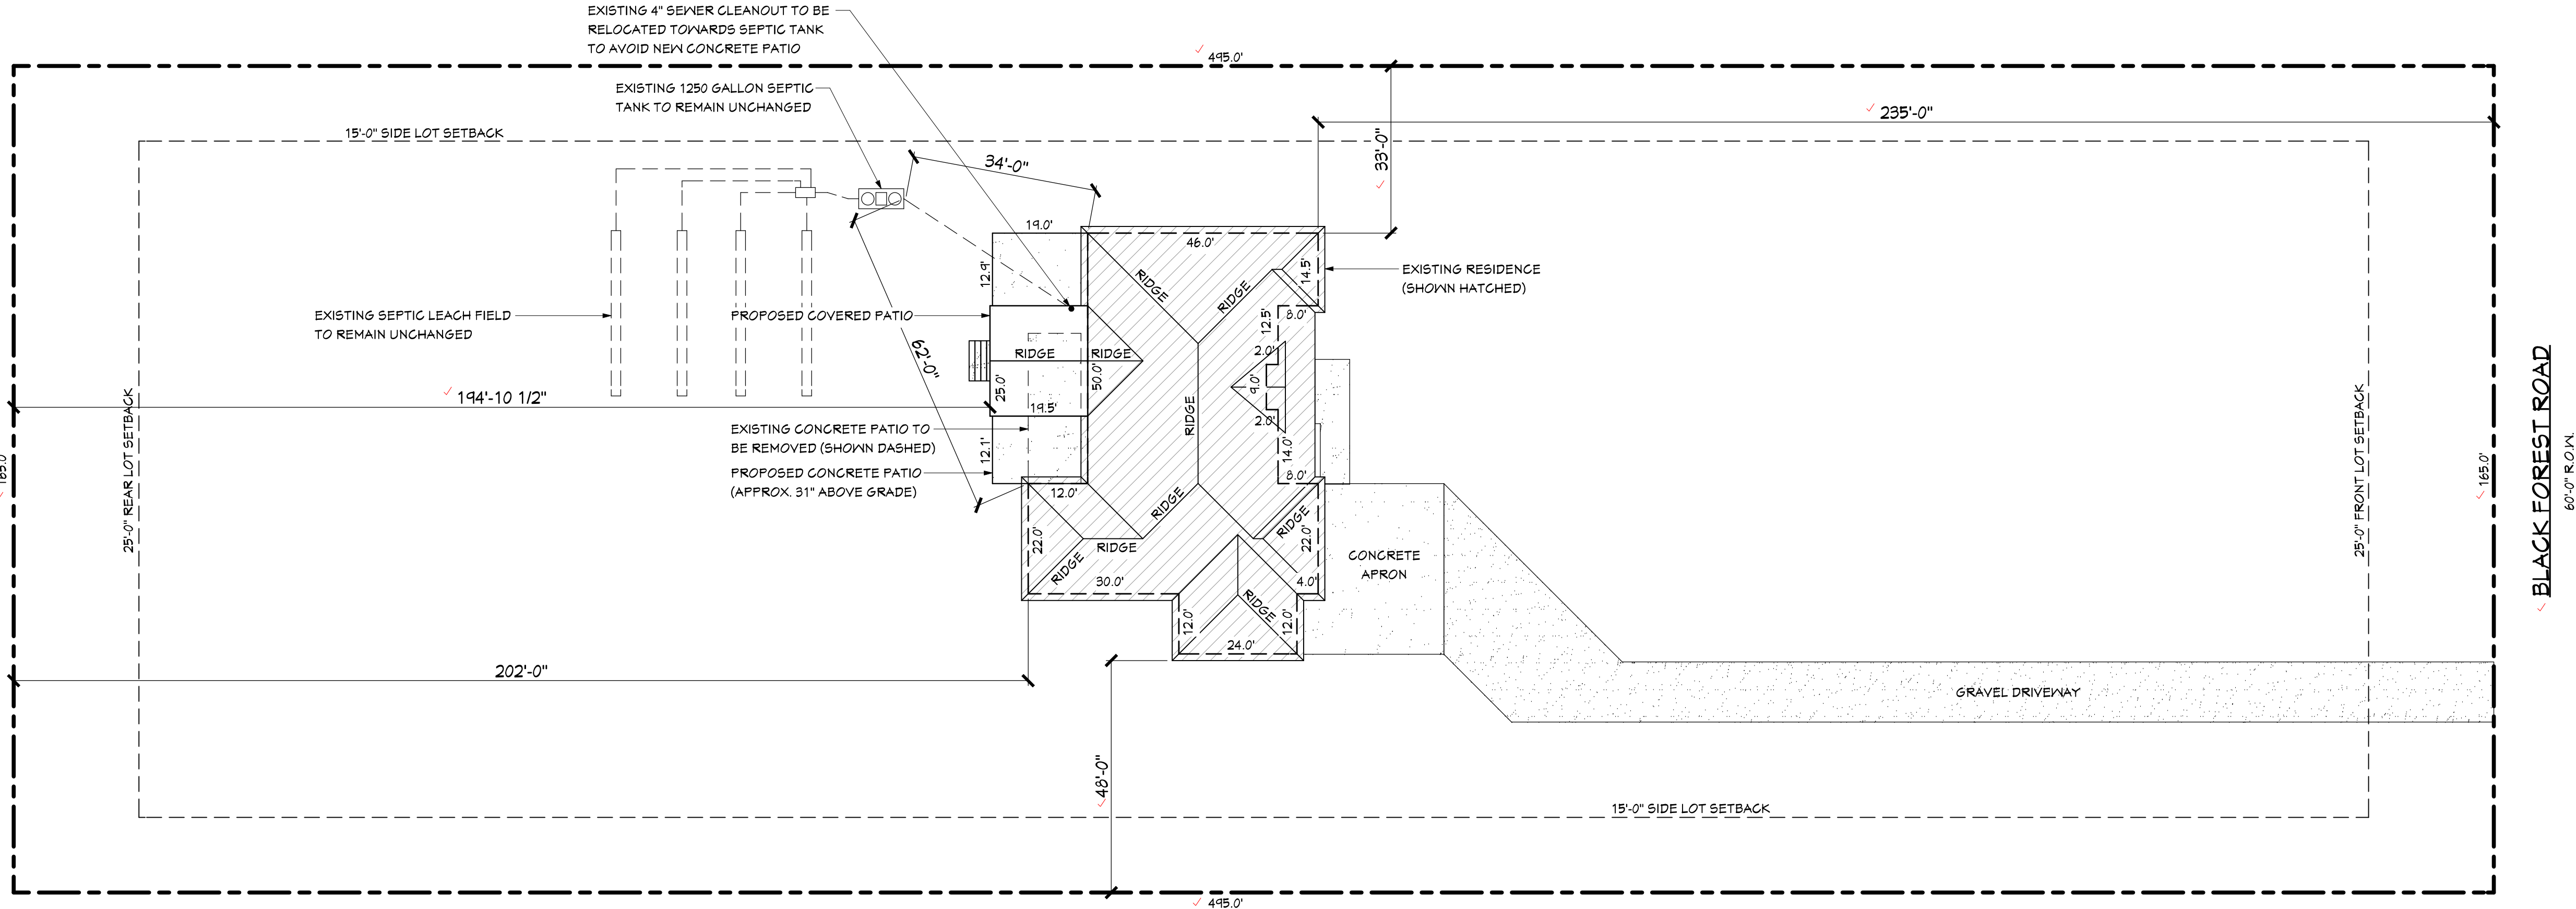 EXISTING 4" SEWER CLEANOUT TO BE
RELOCATED TOWARDS SEPTIC TANK
TO AVOID NEW CONCRETE PATIO
495.0'
EXISTING 1250 GALLON SEPTIC
TANK TO REMAIN UNCHANGED
235'-0"
15'-0" SIDE LOT SETBACK
33'-0"
34'-0"
19.0'
46.0'
12.9'
14.5'
EXISTING RESIDENCE
(SHOWN HATCHED)
RIDGE
RIDGE
EXISTING SEPTIC LEACH FIELD
TO REMAIN UNCHANGED
PROPOSED COVERED PATIO
8.0'
12.5'
62'-0"
RIDGE
RIDGE
2.0'
50.0'
25.0'
9.0'
194'-10 1/2"
19.5'
RIDGE
2.0'
EXISTING CONCRETE PATIO TO
BE REMOVED (SHOWN DASHED)
12.1'
14.0'
PROPOSED CONCRETE PATIO
(APPROX. 31" ABOVE GRADE)
8.0'
12.0'
165.0'
25'-0" REAR LOT SETBACK
25'-0" FRONT LOT SETBACK
165.0'
BLACK FOREST ROAD
60'-0" R.O.W.
RIDGE
RIDGE
22.0'
22.0'
RIDGE
RIDGE
CONCRETE
APRON
30.0'
4.0'
RIDGE
12.0'
12.0'
24.0'
202'-0"
GRAVEL DRIVEWAY
48'-0"
15'-0" SIDE LOT SETBACK
495.0'